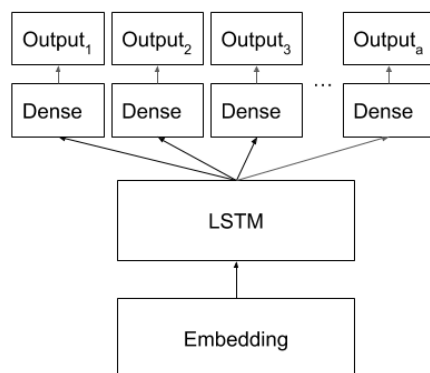 Output₁ Output₂ Output₃ Outputₐ
Dense Dense Dense ... Dense
LSTM
Embedding